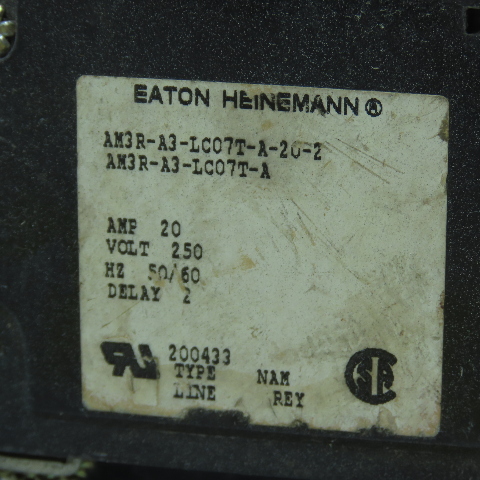 EATON HEINEMANN®
AM3R-A3-LC07T-A-20-2
AM3R-A3-LC07T-A
AMP 20
VOLT 250
HZ 50/60
DELAY 2
200433
TYPE NAM
LINE REY